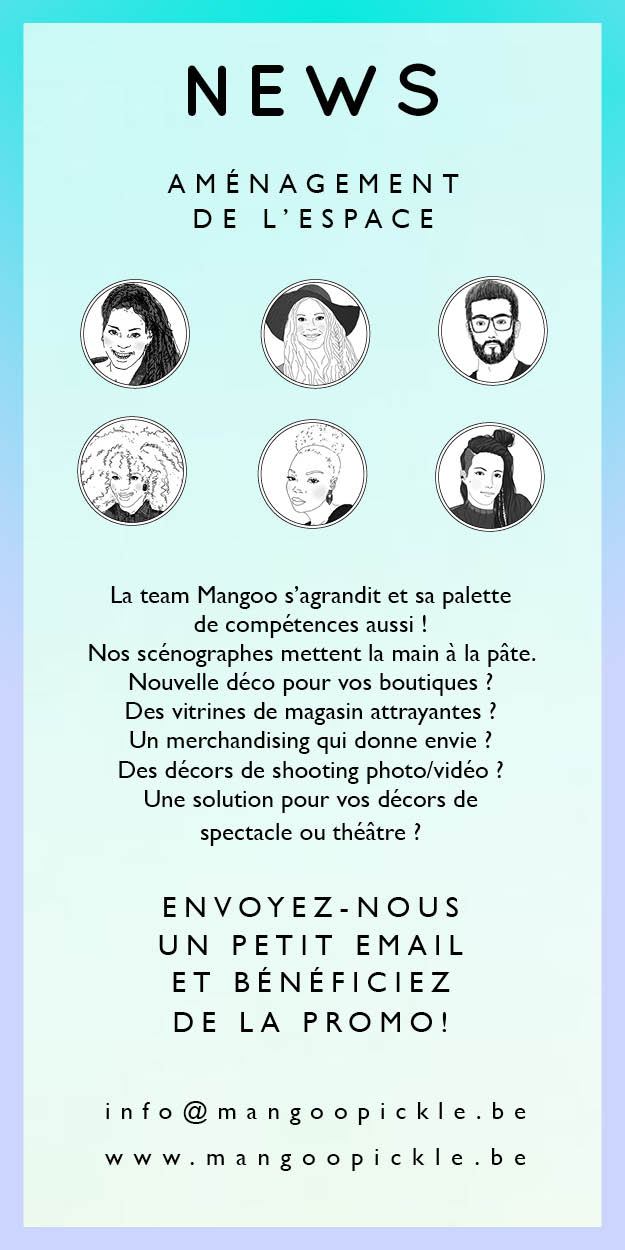 NEWS
AMÉNAGEMENT
DE L’ESPACE
La team Mangoo s’agrandit et sa palette
de compétences aussi !
Nos scénographes mettent la main à la pâte.
Nouvelle déco pour vos boutiques ?
Des vitrines de magasin attrayantes ?
Un merchandising qui donne envie ?
Des décors de shooting photo/vidéo ?
Une solution pour vos décors de
spectacle ou théâtre ?
ENVOYEZ-NOUS
UN PETIT EMAIL
ET BÉNÉFICIEZ
DE LA PROMO!
info@mangoopickle.be
www.mangoopickle.be